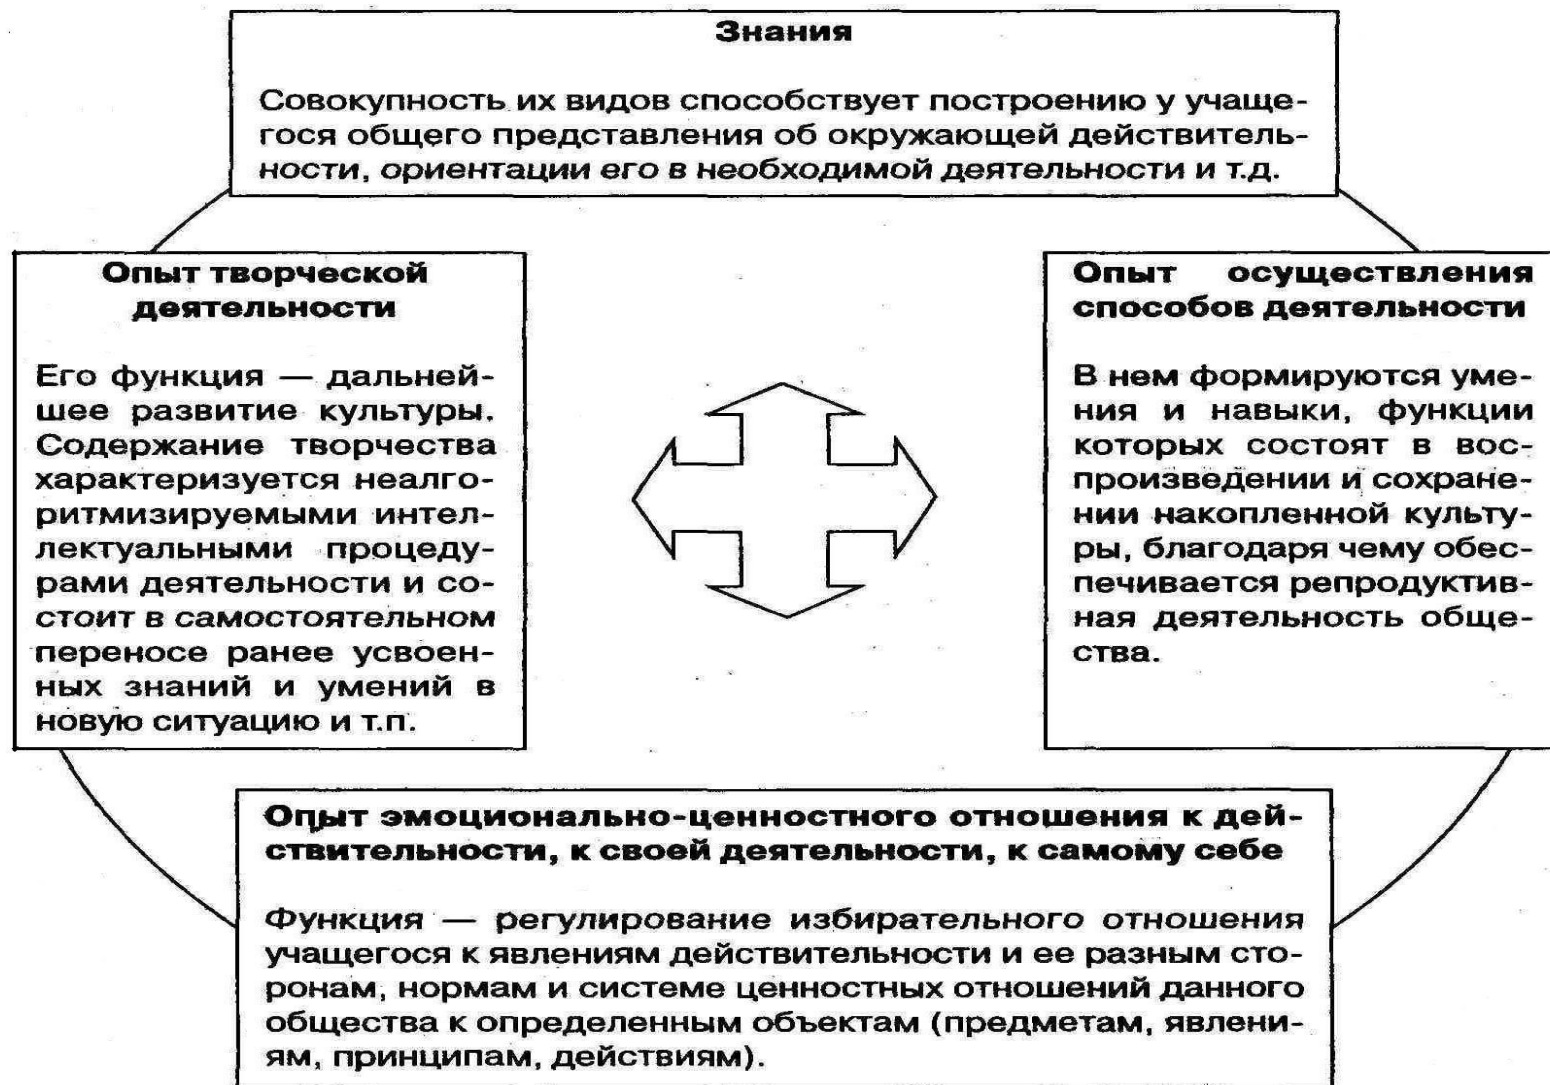 Знания
Совокупность их видов способствует построению у учаще-
гося общего представления об окружающей действитель-
ности, ориентации его в необходимой деятельности и т.д.
Опыт творческой
деятельности
Его функция — дальней-
шее развитие культуры.
Содержание творчества
характеризуется неалго-
ритмизируемыми интел-
лектуальными процеду-
рами деятельности и со-
стоит в самостоятельном
переносе ранее усвоен-
ных знаний и умений в
новую ситуацию и т.п.
Опыт осуществления
способов деятельности
В нем формируются уме-
ния и навыки, функции
которых состоят в вос-
произведении и сохране-
нии накопленной культу-
ры, благодаря чему обес-
печивается репродуктив-
ная деятельность обще-
ства.
Опыт эмоционально-ценностного отношения к дей-
ствительности, к своей деятельности, к самому себе
Функция — регулирование избирательного отношения
учащегося к явлениям действительности и ее разным сто-
ронам, нормам и системе ценностных отношений данного
общества к определенным объектам (предметам, явлени-
ям, принципам, действиям).